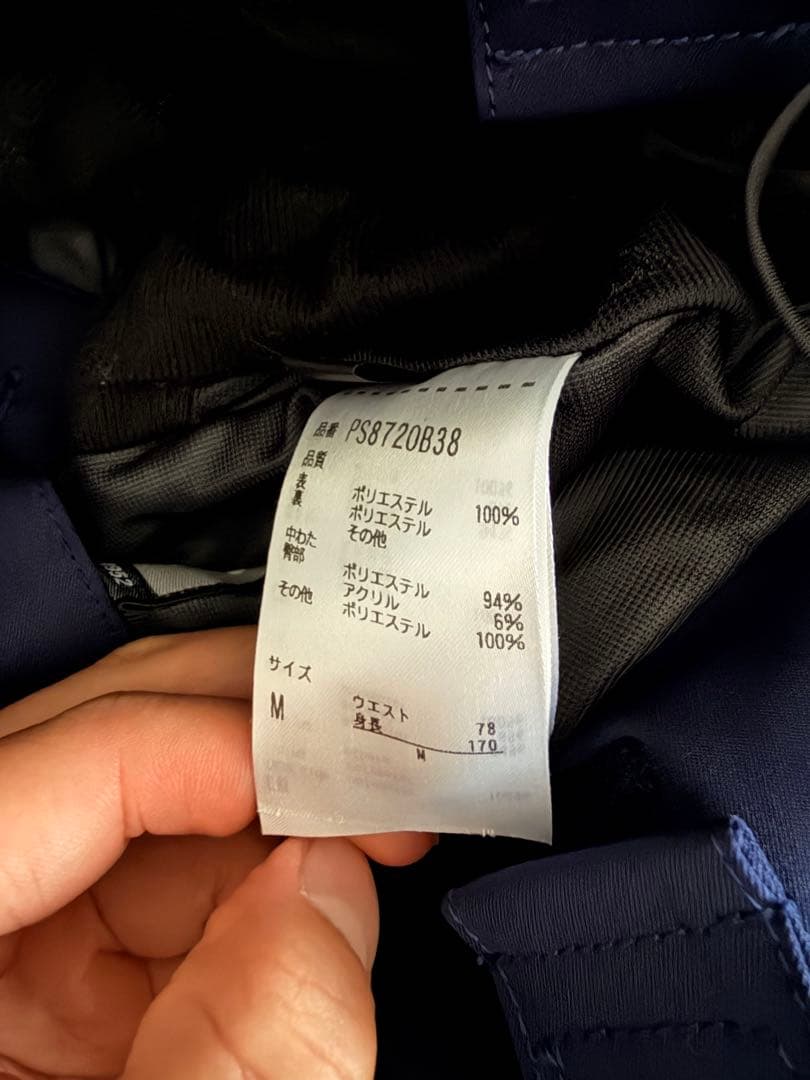 品番 PS8720B38
品質
表 ポリエステル 100%
裏 ポリエステル
その他
中わた
臀部 ポリエステル 94%
アクリル 6%
その他 ポリエステル 100%
サイズ
M ウエスト 78
身長 170
M